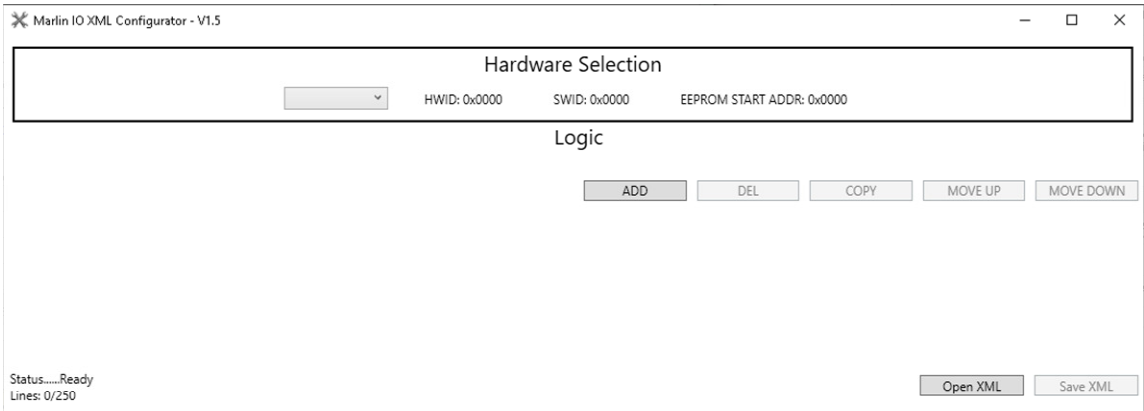 Marlin IO XML Configurator - V1.5
Hardware Selection
HWID: 0x0000 SWID: 0x0000 EEPROM START ADDR: 0x0000
Logic
ADD DEL COPY MOVE UP MOVE DOWN
Status......Ready
Lines: 0/250
Open XML Save XML